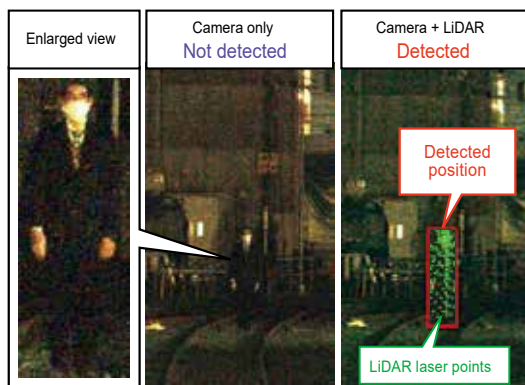 Enlarged view
Camera only
Not detected
Camera + LiDAR
Detected
Detected
position
LiDAR laser points